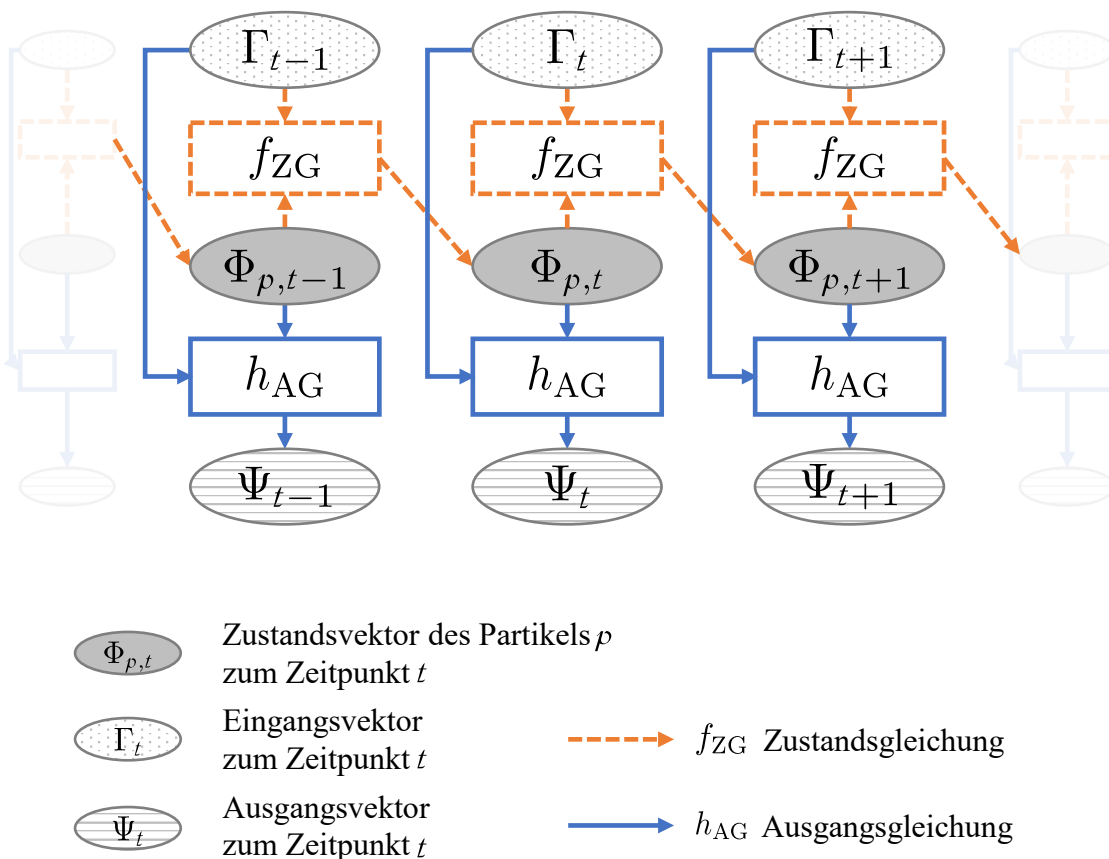 Γt−1 Γt Γt+1
fZG fZG fZG
Φp,t−1 Φp,t Φp,t+1
hAG hAG hAG
Ψt−1 Ψt Ψt+1
Φp,t Zustandsvektor des Partikels p
zum Zeitpunkt t
Γt Eingangsvektor
zum Zeitpunkt t
fZG Zustandsgleichung
Ψt Ausgangsvektor
zum Zeitpunkt t
hAG Ausgangsgleichung